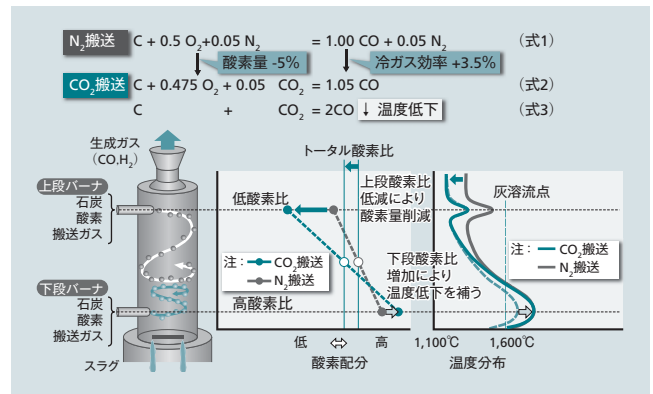 N₂搬送 C + 0.5 O₂+0.05 N₂ = 1.00 CO + 0.05 N₂ (式1)
酸素量 -5% 冷ガス効率 +3.5%
CO₂搬送 C + 0.475 O₂ + 0.05 CO₂ = 1.05 CO (式2)
C + CO₂ = 2CO ↓ 温度低下 (式3)
生成ガス
(CO,H₂)
上段バーナ
石炭
酸素
搬送ガス
下段バーナ
石炭
酸素
搬送ガス
スラグ
トータル酸素比
低酸素比
上段酸素比
低減により
酸素量削減
注: CO₂搬送
N₂搬送
下段酸素比
増加により
温度低下を補う
高酸素比
低 ⇔ 高
酸素配分
灰溶流点
注: CO₂搬送
N₂搬送
1,100℃ 1,600℃
温度分布